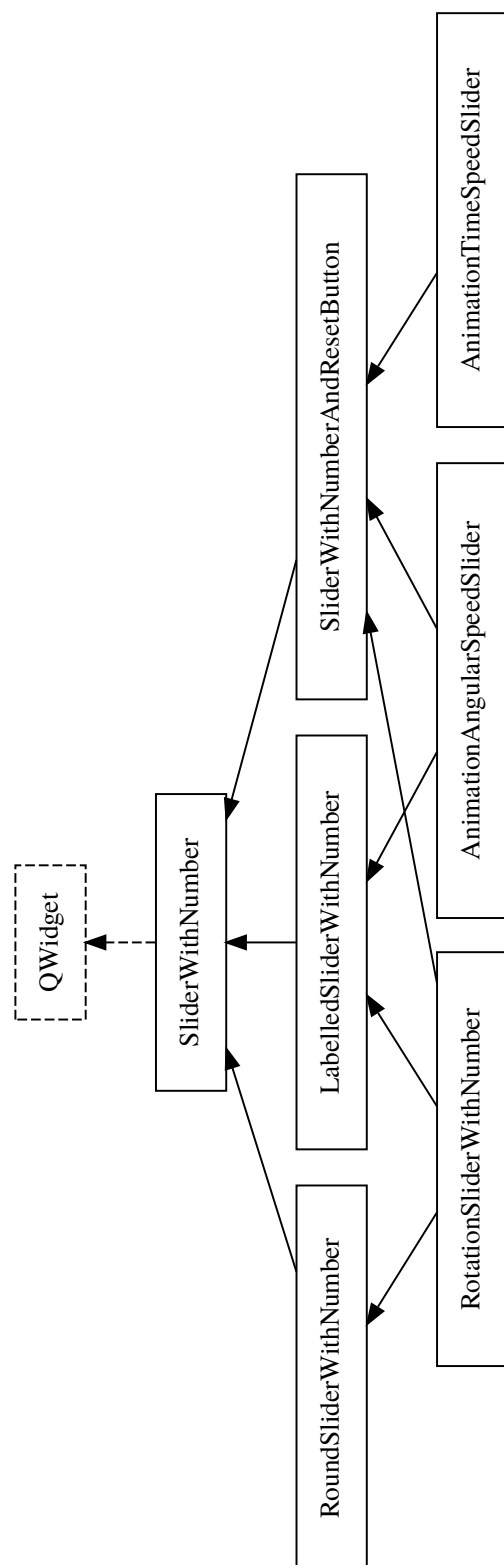 QWidget
SliderWithNumber
RoundSliderWithNumber
LabelledSliderWithNumber
SliderWithNumberAndResetButton
RotationSliderWithNumber
AnimationAngularSpeedSlider
AnimationTimeSpeedSlider